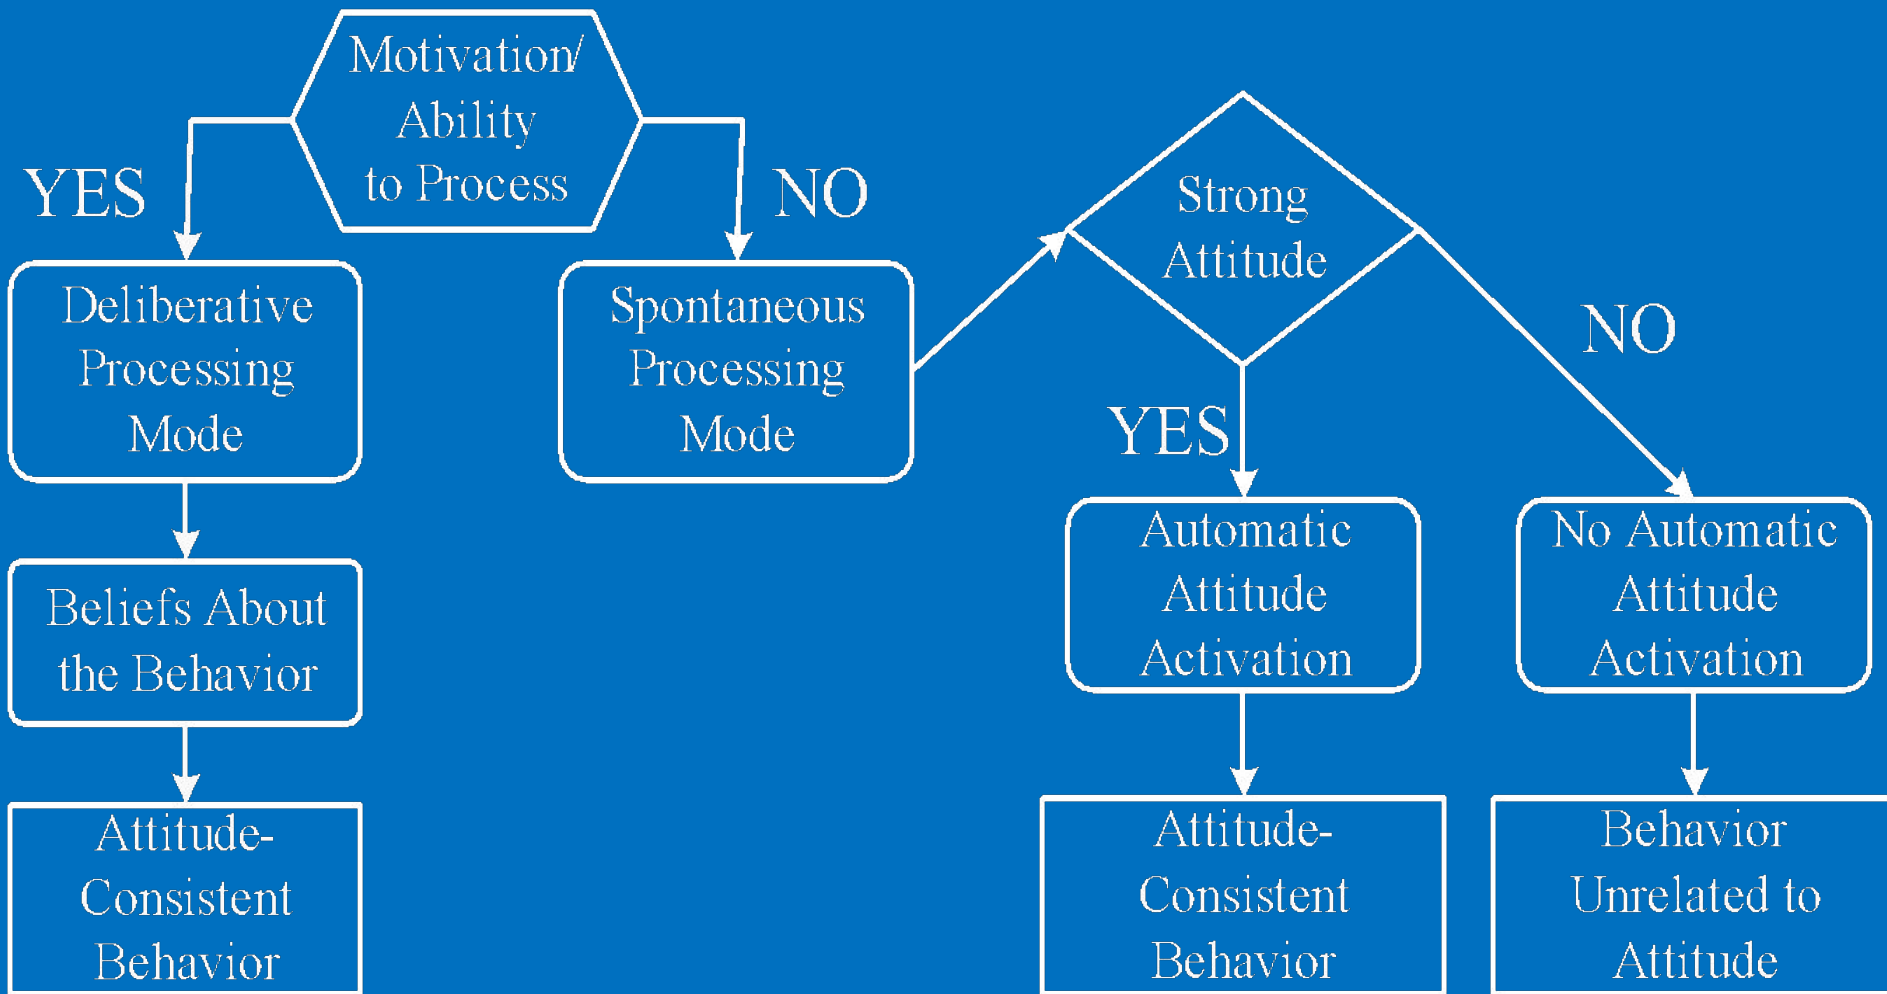 Motivation/
Ability
to Process
YES
NO
Deliberative
Processing
Mode
Spontaneous
Processing
Mode
Strong
Attitude
YES
NO
Beliefs About
the Behavior
Automatic
Attitude
Activation
No Automatic
Attitude
Activation
Attitude-
Consistent
Behavior
Attitude-
Consistent
Behavior
Behavior
Unrelated to
Attitude